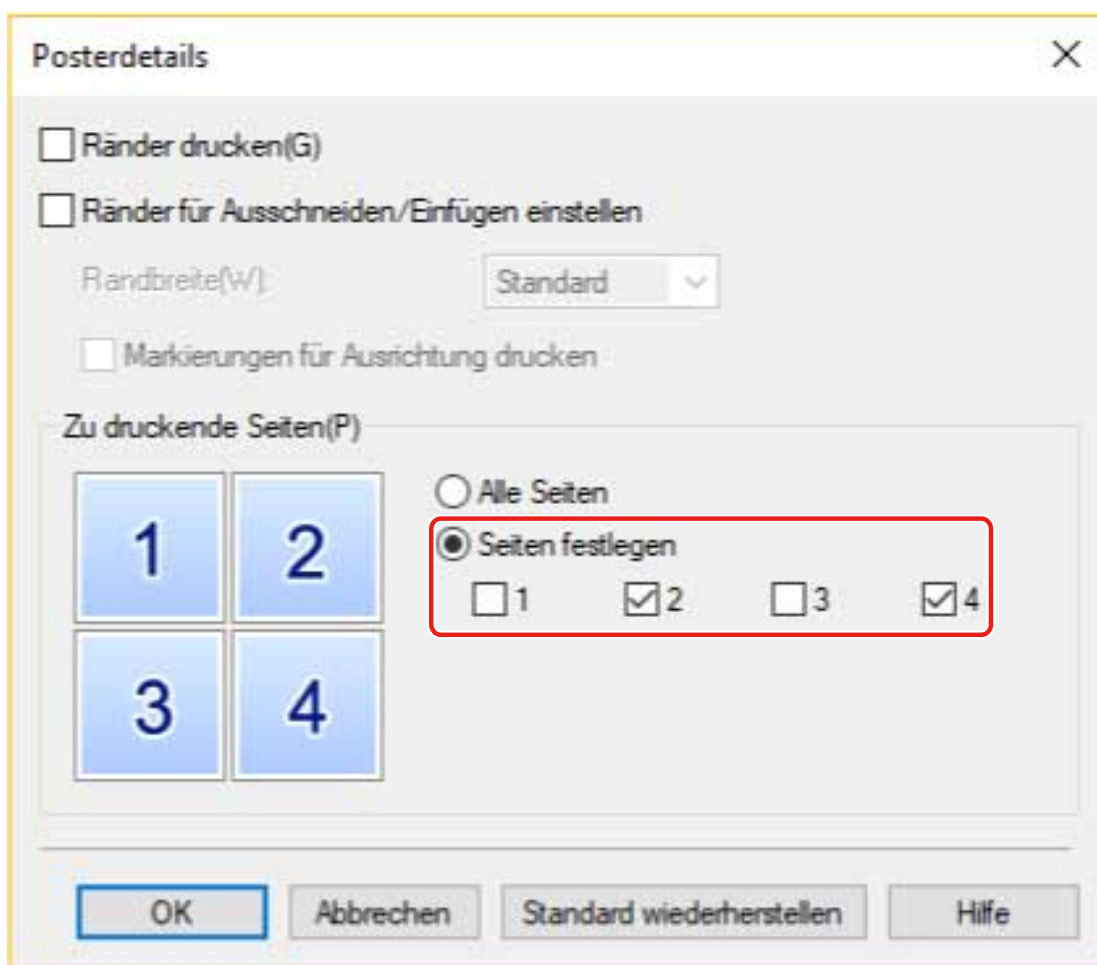 Posterdetails
Ränder drucken(G)
Ränder für Ausschneiden/Einfügen einstellen
Randbreite(W): Standard
Markierungen für Ausrichtung drucken
Zu druckende Seiten(P)
1 2
3 4
Alle Seiten
Seiten festlegen
1 2 3 4
OK Abbrechen Standard wiederherstellen Hilfe